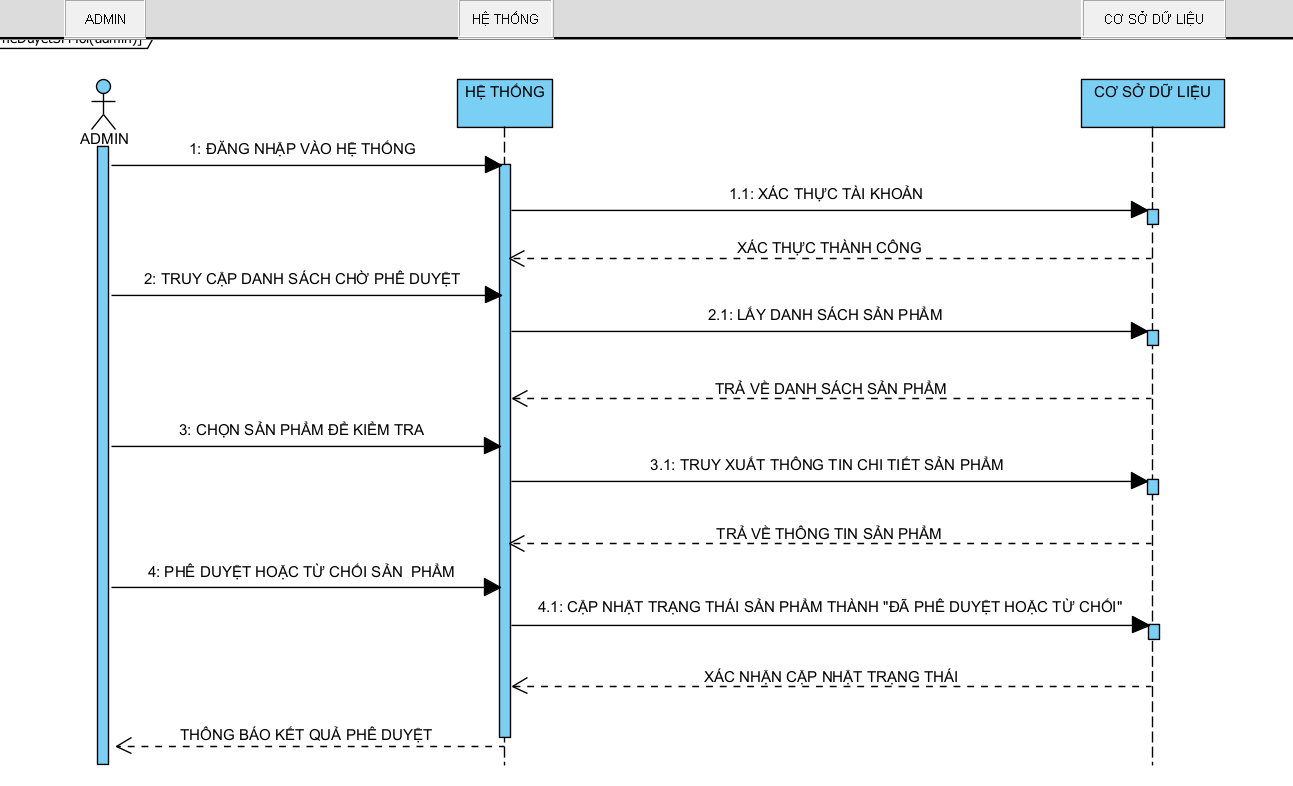 ADMIN
HỆ THỐNG
CƠ SỞ DỮ LIỆU
HỆ THỐNG
CƠ SỞ DỮ LIỆU
ADMIN
1: ĐĂNG NHẬP VÀO HỆ THỐNG
1.1: XÁC THỰC TÀI KHOẢN
XÁC THỰC THÀNH CÔNG
2: TRUY CẬP DANH SÁCH CHỜ PHÊ DUYỆT
2.1: LẤY DANH SÁCH SẢN PHẨM
TRẢ VỀ DANH SÁCH SẢN PHẨM
3: CHỌN SẢN PHẨM ĐỂ KIỂM TRA
3.1: TRUY XUẤT THÔNG TIN CHI TIẾT SẢN PHẨM
TRẢ VỀ THÔNG TIN SẢN PHẨM
4: PHÊ DUYỆT HOẶC TỪ CHỐI SẢN PHẨM
4.1: CẬP NHẬT TRẠNG THÁI SẢN PHẨM THÀNH "ĐÃ PHÊ DUYỆT HOẶC TỪ CHỐI"
XÁC NHẬN CẬP NHẬT TRẠNG THÁI
THÔNG BÁO KẾT QUẢ PHÊ DUYỆT